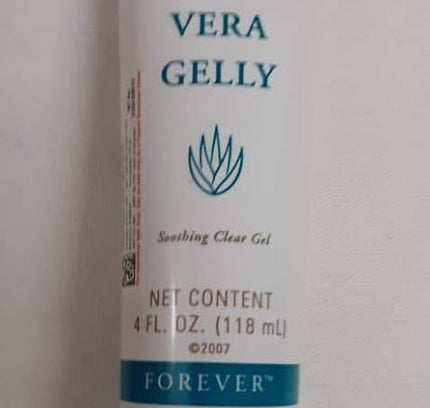 VERA
GELLY
Soothing Clear Gel
NET CONTENT
4 FL. OZ. (118 mL)
©2007
FOREVER™